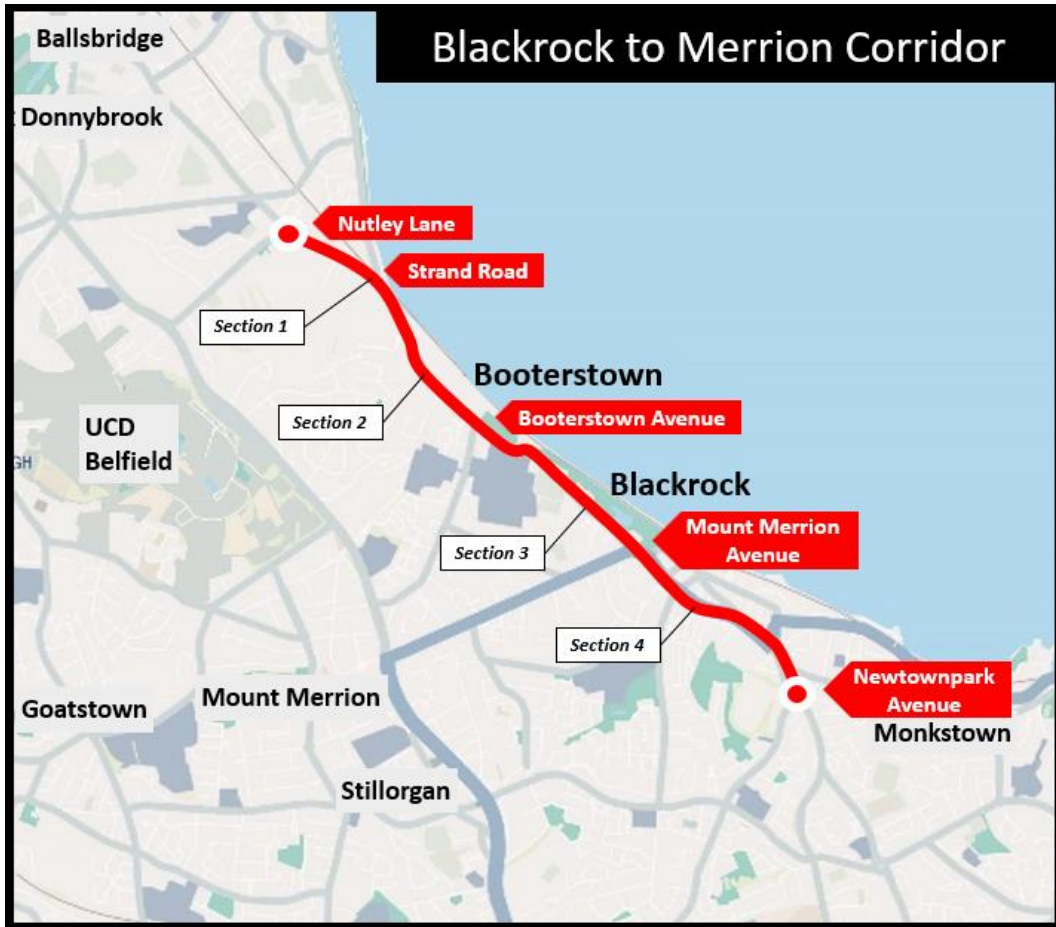 Blackrock to Merrion Corridor
Ballsbridge
Donnybrook
Nutley Lane
Strand Road
Section 1
Booterstown
Section 2
Booterstown Avenue
UCD
Belfield
GH
Blackrock
Mount Merrion
Avenue
Section 3
Section 4
Newtownpark
Avenue
Mount Merrion
Goatstown
Monkstown
Stillorgan